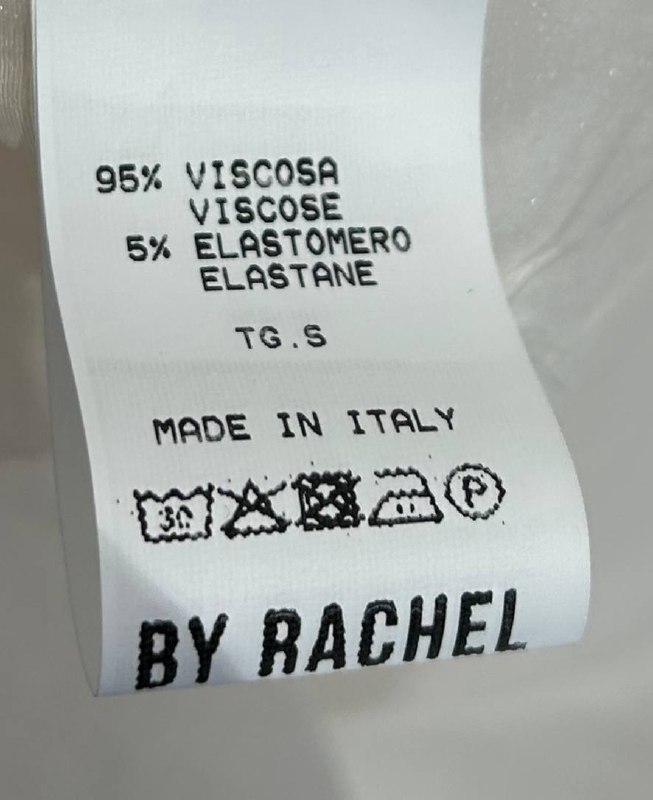 95% VISCOSA
VISCOSE
5% ELASTOMERO
ELASTANE
TG.S
MADE IN ITALY
30 P
BY RACHEL